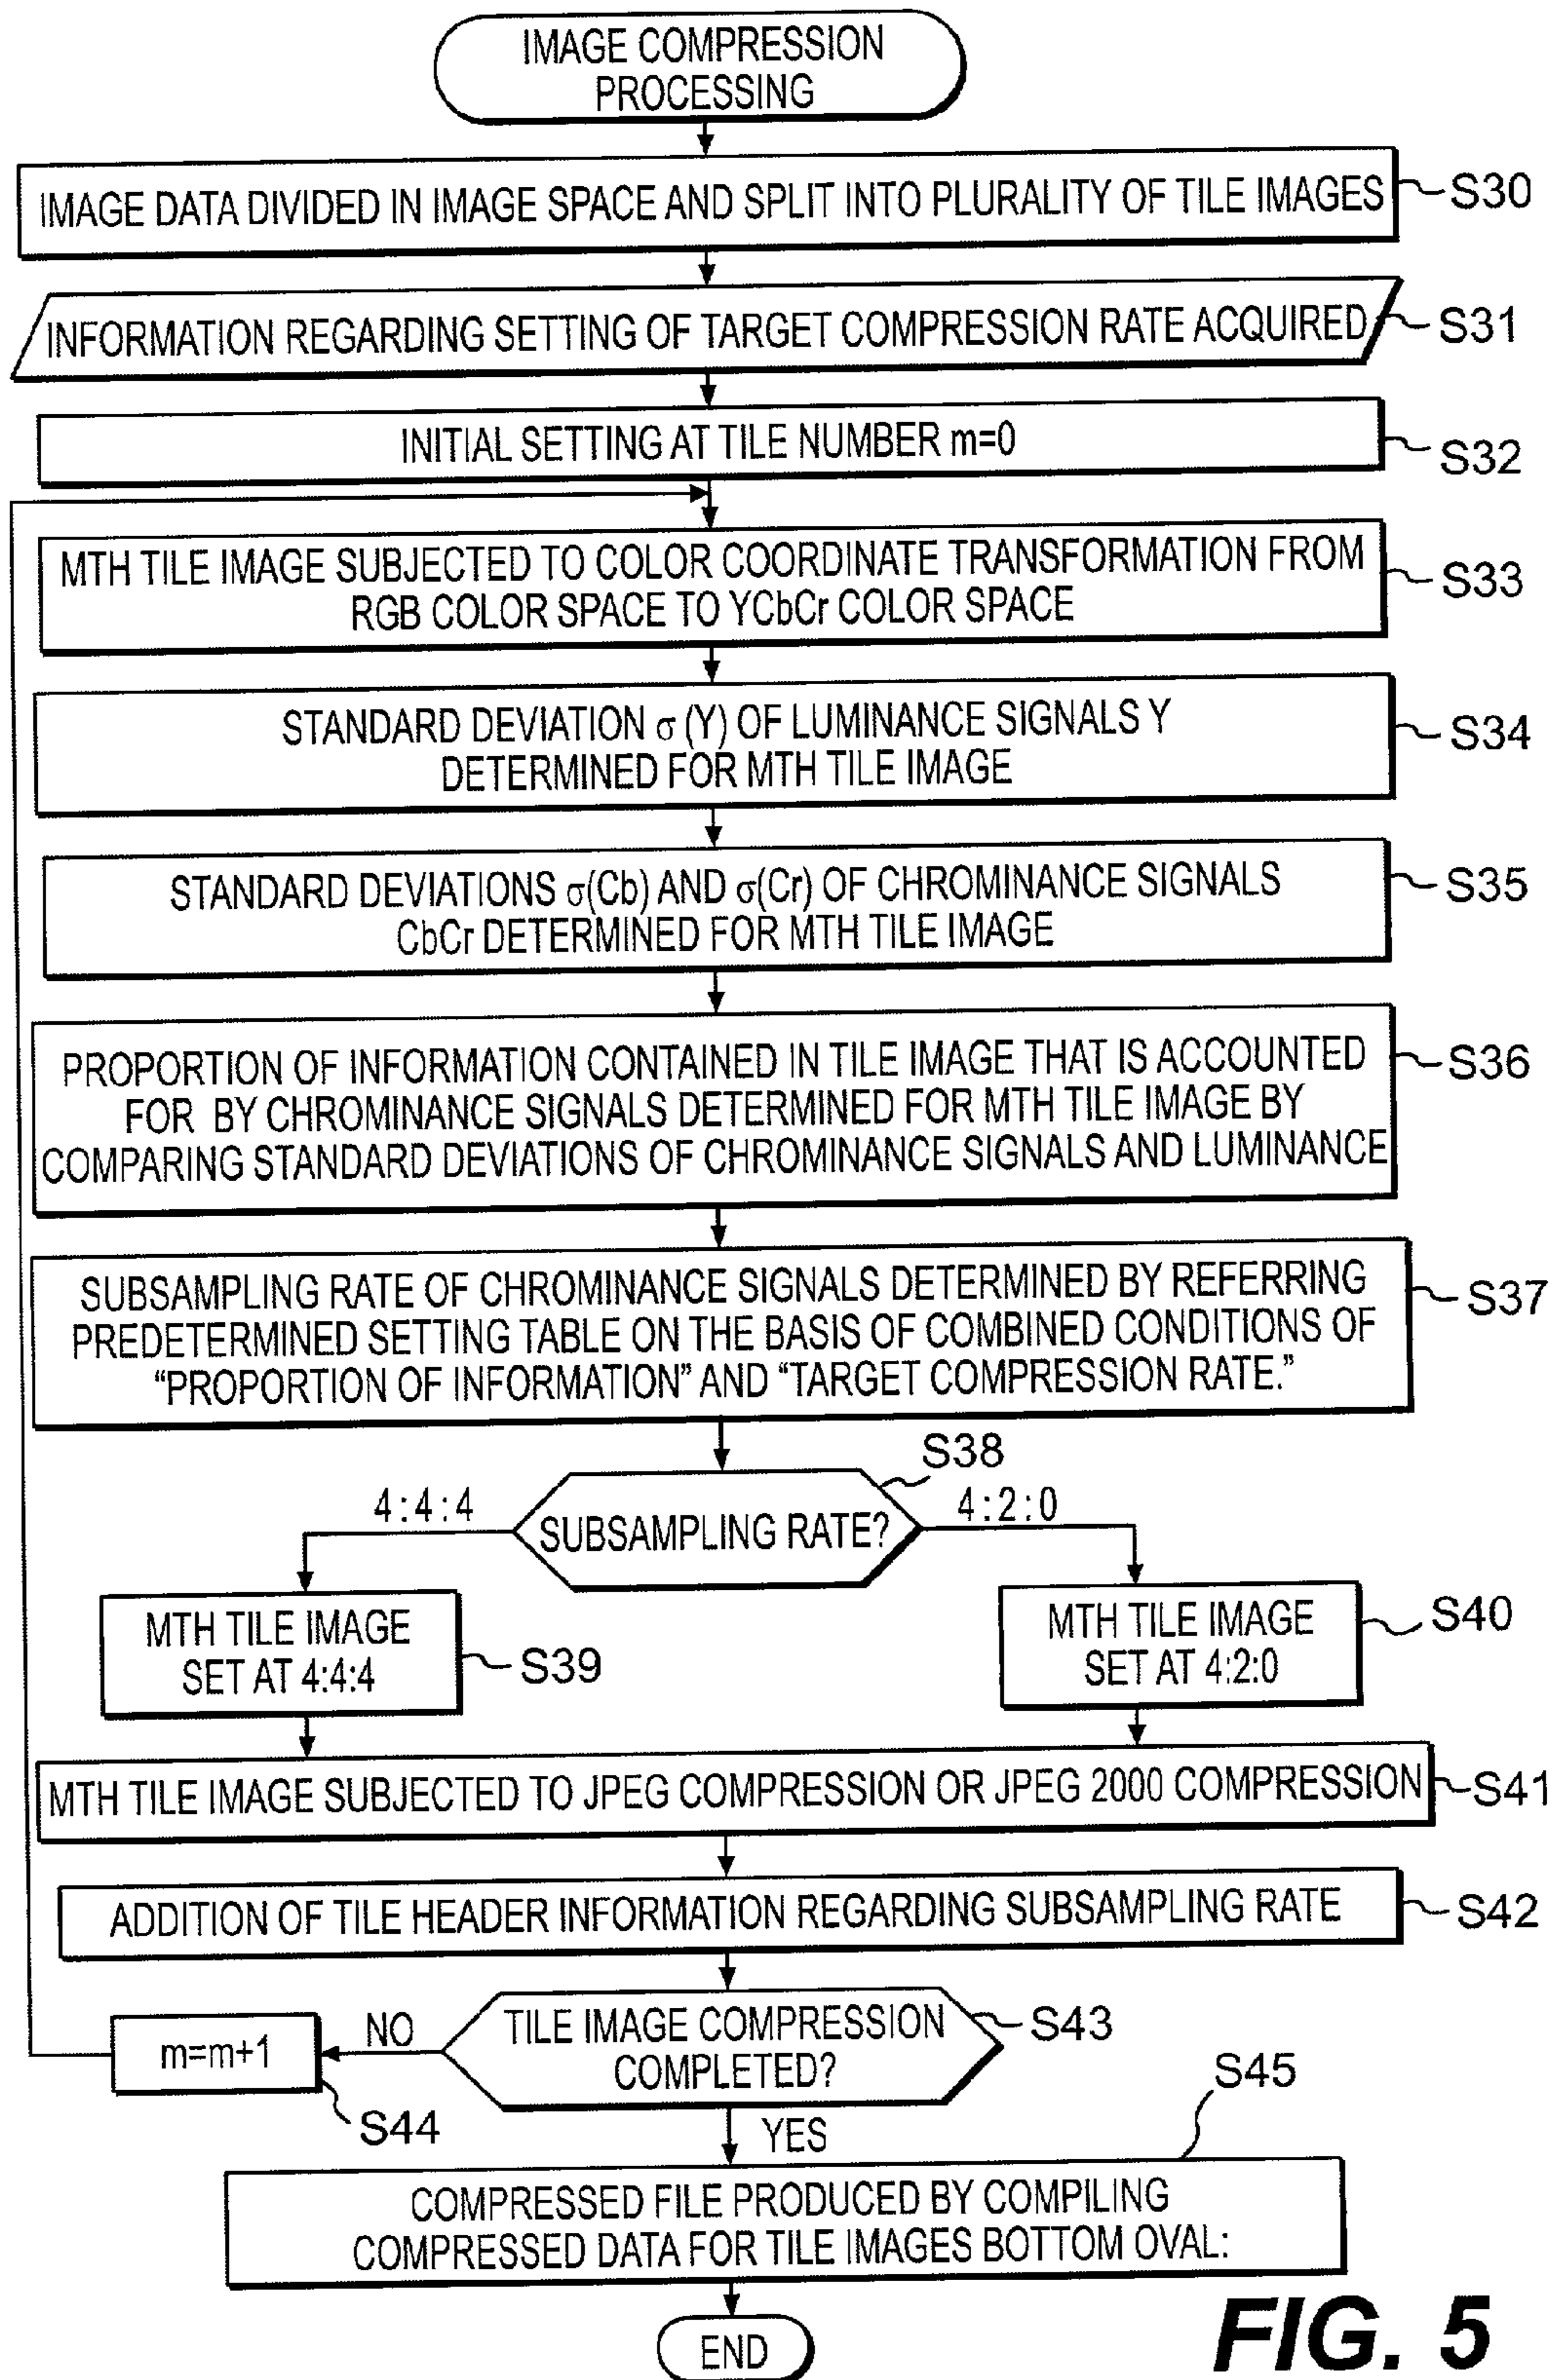 IMAGE COMPRESSION
PROCESSING
IMAGE DATA DIVIDED IN IMAGE SPACE AND SPLIT INTO PLURALITY OF TILE IMAGES
S30
INFORMATION REGARDING SETTING OF TARGET COMPRESSION RATE ACQUIRED
S31
INITIAL SETTING AT TILE NUMBER m=0
S32
MTH TILE IMAGE SUBJECTED TO COLOR COORDINATE TRANSFORMATION FROM
RGB COLOR SPACE TO YCbCr COLOR SPACE
S33
STANDARD DEVIATION σ (Y) OF LUMINANCE SIGNALS Y
DETERMINED FOR MTH TILE IMAGE
S34
STANDARD DEVIATIONS σ(Cb) AND σ(Cr) OF CHROMINANCE SIGNALS
CbCr DETERMINED FOR MTH TILE IMAGE
S35
PROPORTION OF INFORMATION CONTAINED IN TILE IMAGE THAT IS ACCOUNTED
FOR BY CHROMINANCE SIGNALS DETERMINED FOR MTH TILE IMAGE BY
COMPARING STANDARD DEVIATIONS OF CHROMINANCE SIGNALS AND LUMINANCE
S36
SUBSAMPLING RATE OF CHROMINANCE SIGNALS DETERMINED BY REFERRING
PREDETERMINED SETTING TABLE ON THE BASIS OF COMBINED CONDITIONS OF
“PROPORTION OF INFORMATION” AND “TARGET COMPRESSION RATE.”
S37
S38
4:4:4
SUBSAMPLING RATE?
4:2:0
MTH TILE IMAGE
SET AT 4:4:4
S39
MTH TILE IMAGE
SET AT 4:2:0
S40
MTH TILE IMAGE SUBJECTED TO JPEG COMPRESSION OR JPEG 2000 COMPRESSION
S41
ADDITION OF TILE HEADER INFORMATION REGARDING SUBSAMPLING RATE
S42
TILE IMAGE COMPRESSION
COMPLETED?
S43
NO
m=m+1
S44
YES
S45
COMPRESSED FILE PRODUCED BY COMPILING
COMPRESSED DATA FOR TILE IMAGES BOTTOM OVAL:
END
FIG. 5